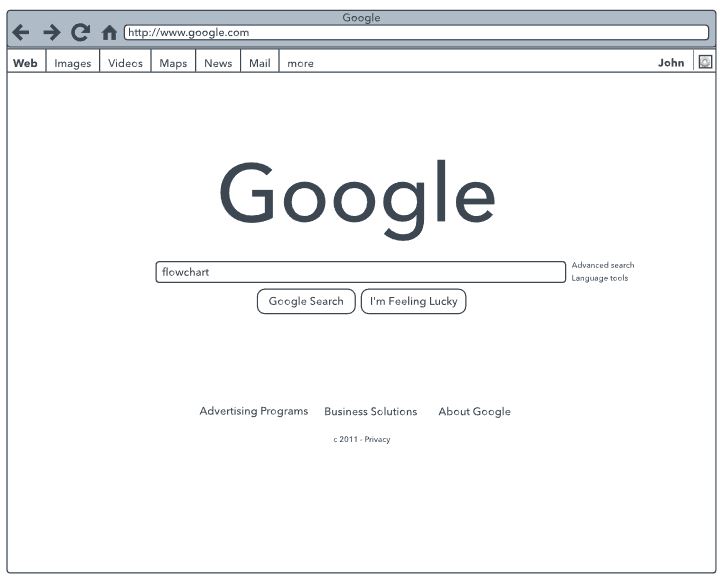 Google
http://www.google.com
Web Images Videos Maps News Mail more John
Google
flowchart
Advanced search
Language tools
Google Search I'm Feeling Lucky
Advertising Programs Business Solutions About Google
c 2011 - Privacy